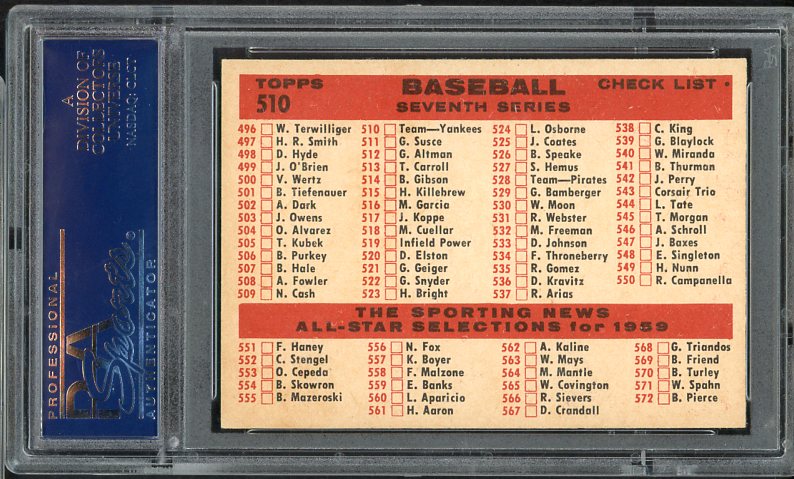 A
DIVISION OF
COLLECTORS
UNIVERSE
NASDAQ: CLCT
PROFESSIONAL
PSA
Sports
AUTHENTICATOR
TOPPS BASEBALL CHECK LIST •
510 SEVENTH SERIES
496 W. Terwilliger
497 H. R. Smith
498 D. Hyde
499 J. O'Brien
500 V. Wertz
501 B. Tiefenauer
502 A. Dark
503 J. Owens
504 O. Alvarez
505 T. Kubek
506 B. Purkey
507 B. Hale
508 A. Fowler
509 N. Cash
510 Team—Yankees
511 G. Susce
512 G. Altman
513 T. Carroll
514 B. Gibson
515 H. Killebrew
516 M. Garcia
517 J. Koppe
518 M. Cuellar
519 Infield Power
520 D. Elston
521 G. Geiger
522 G. Snyder
523 H. Bright
524 L. Osborne
525 J. Coates
526 B. Speake
527 S. Hemus
528 Team—Pirates
529 G. Bamberger
530 W. Moon
531 R. Webster
532 M. Freeman
533 D. Johnson
534 F. Throneberry
535 R. Gomez
536 D. Kravitz
537 R. Arias
538 C. King
539 G. Blaylock
540 W. Miranda
541 B. Thurman
542 J. Perry
543 Corsair Trio
544 L. Tate
545 T. Morgan
546 A. Schroll
547 J. Baxes
548 E. Singleton
549 H. Nunn
550 R. Campanella
THE SPORTING NEWS
ALL-STAR SELECTIONS for 1959
551 F. Haney
552 C. Stengel
553 O. Cepeda
554 B. Skowron
555 B. Mazeroski
556 N. Fox
557 K. Boyer
558 F. Malzone
559 E. Banks
560 L. Aparicio
561 H. Aaron
562 A. Kaline
563 W. Mays
564 M. Mantle
565 W. Covington
566 R. Sievers
567 D. Crandall
568 G. Triandos
569 B. Friend
570 B. Turley
571 W. Spahn
572 B. Pierce